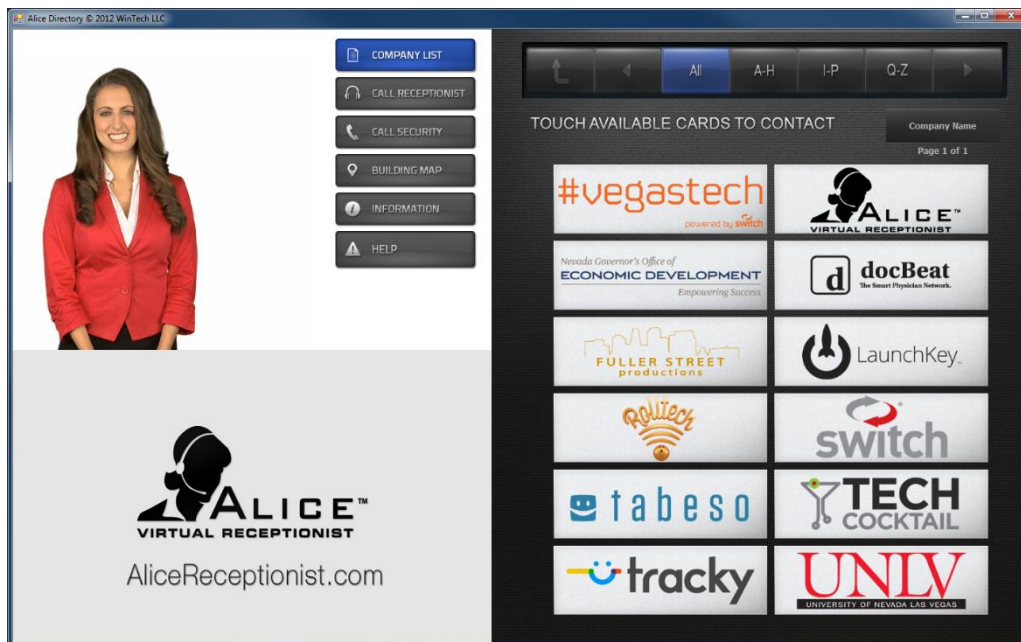 Alice Directory © 2012 WinTech LLC
COMPANY LIST
CALL RECEPTIONIST
CALL SECURITY
BUILDING MAP
INFORMATION
HELP
ALICE™
VIRTUAL RECEPTIONIST
AliceReceptionist.com
All
A-H
I-P
Q-Z
TOUCH AVAILABLE CARDS TO CONTACT
Company Name
Page 1 of 1
#vegastech
powered by switch
ALICE™
VIRTUAL RECEPTIONIST
Nevada Governor's Office of
ECONOMIC DEVELOPMENT
Empowering Success
d docBeat
The Smart Physician Network.
FULLER STREET
productions
LaunchKey
Rolltech
switch®
tabeso
TECH
COCKTAIL
tracky
UNLV
UNIVERSITY OF NEVADA LAS VEGAS